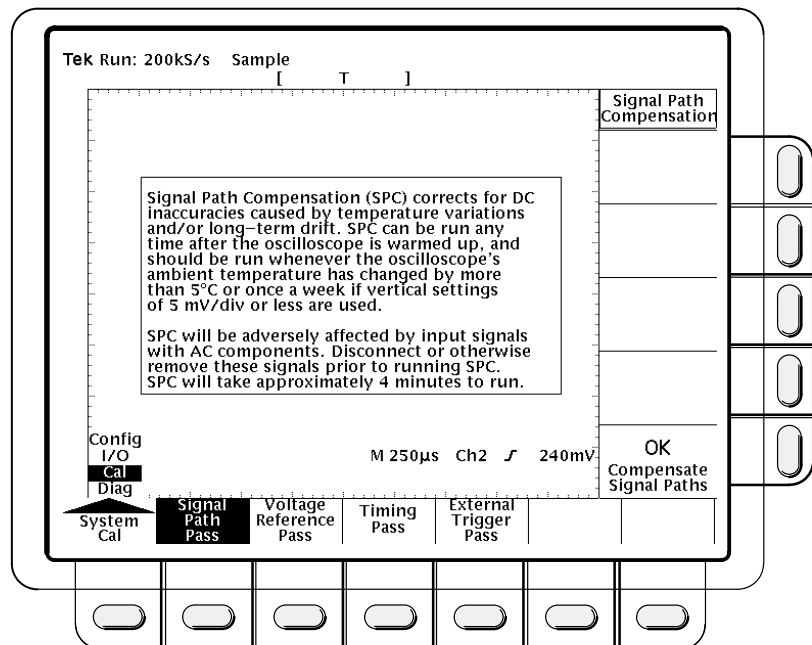 Tek Run: 200kS/s Sample
[ T ]
Signal Path
Compensation
Signal Path Compensation (SPC) corrects for DC
inaccuracies caused by temperature variations
and/or long–term drift. SPC can be run any
time after the oscilloscope is warmed up, and
should be run whenever the oscilloscope's
ambient temperature has changed by more
than 5°C or once a week if vertical settings
of 5 mV/div or less are used.
SPC will be adversely affected by input signals
with AC components. Disconnect or otherwise
remove these signals prior to running SPC.
SPC will take approximately 4 minutes to run.
Config
I/O
Cal
Diag
M 250µs Ch2 ƒ 240mV
OK
Compensate
Signal Paths
System
Cal
Signal
Path
Pass
Voltage
Reference
Pass
Timing
Pass
External
Trigger
Pass